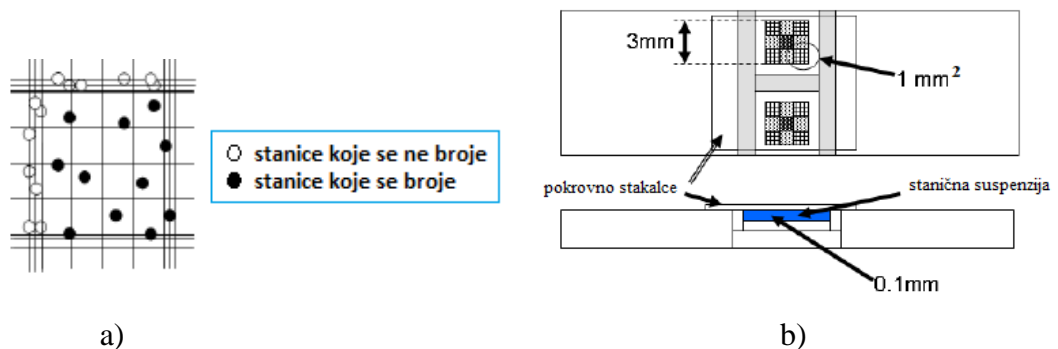 stanice koje se ne broje
stanice koje se broje
3mm
1 mm²
pokrovno stakalce
stanična suspenzija
0.1mm
a)
b)